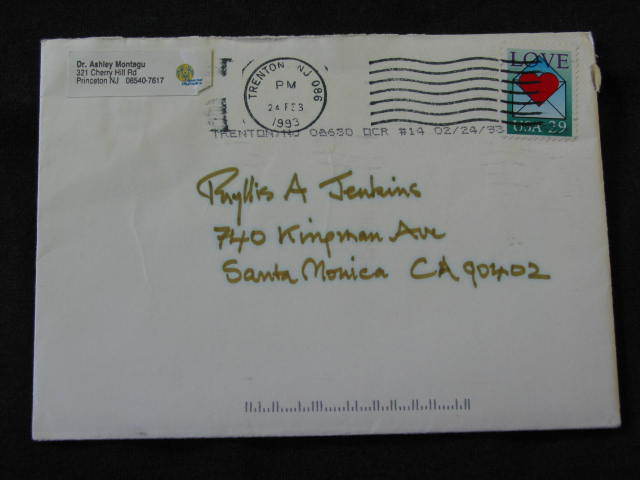 Dr. Ashley Montagu
321 Cherry Hill Rd
Princeton NJ 08540-7617
TRENTON NJ 086
PM
24 FEB
1993
LOVE
USA 29
TRENTON, NJ 08650 OCR #14 02/24/93
Phyllis A Jenkins
740 Kingman Ave
Santa Monica CA 90402